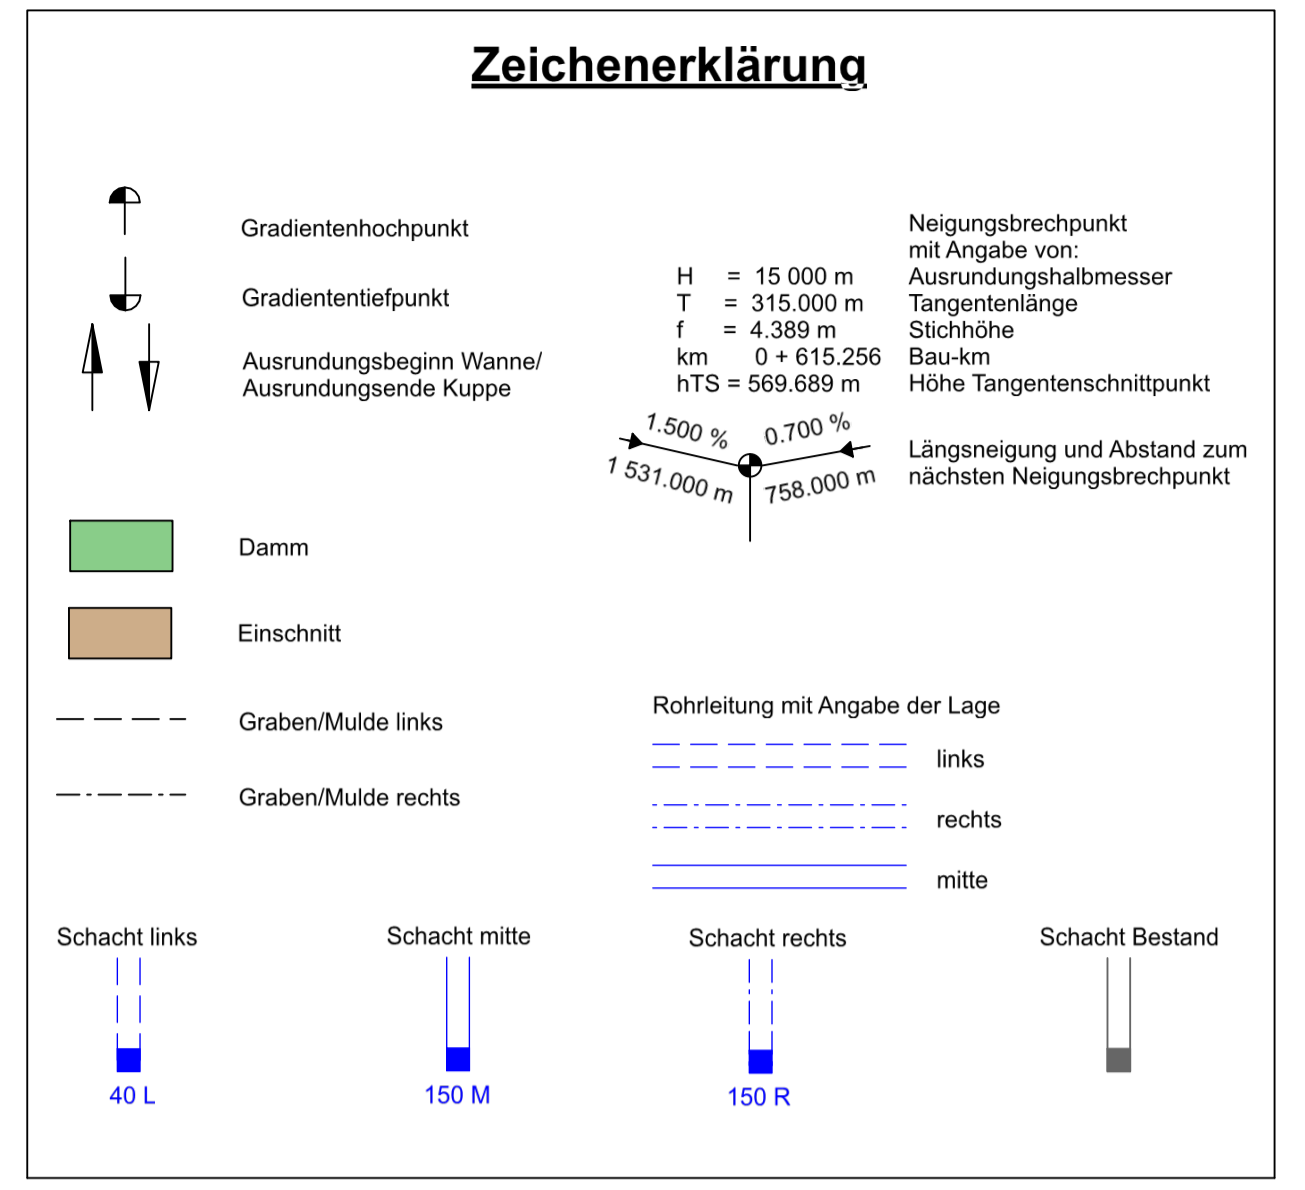 Zeichenerklärung
Gradientenhochpunkt
Gradiententiefpunkt
Ausrundungsbeginn Wanne/
Ausrundungsende Kuppe
Neigungsbrechpunkt
mit Angabe von:
H = 15 000 m Ausrundungshalbmesser
T = 315.000 m Tangentenlänge
f = 4.389 m Stichhöhe
km 0 + 615.256 Bau-km
hTS = 569.689 m Höhe Tangentenschnittpunkt
1.500 % 0.700 %
1 531.000 m 758.000 m
Längsneigung und Abstand zum
nächsten Neigungsbrechpunkt
Damm
Einschnitt
Graben/Mulde links
Graben/Mulde rechts
Rohrleitung mit Angabe der Lage
links
rechts
mitte
Schacht links Schacht mitte Schacht rechts Schacht Bestand
40 L 150 M 150 R